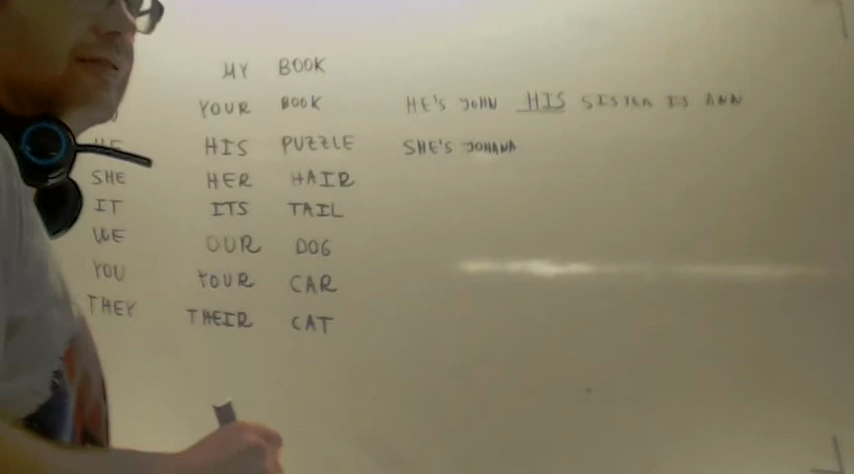 MY BOOK
YOUR BOOK HE'S JOHN HIS SISTER IS ANN
HE HIS PUZZLE SHE'S JOHANA
SHE HER HAIR
IT ITS TAIL
WE OUR DOG
YOU YOUR CAR
THEY THEIR CAT